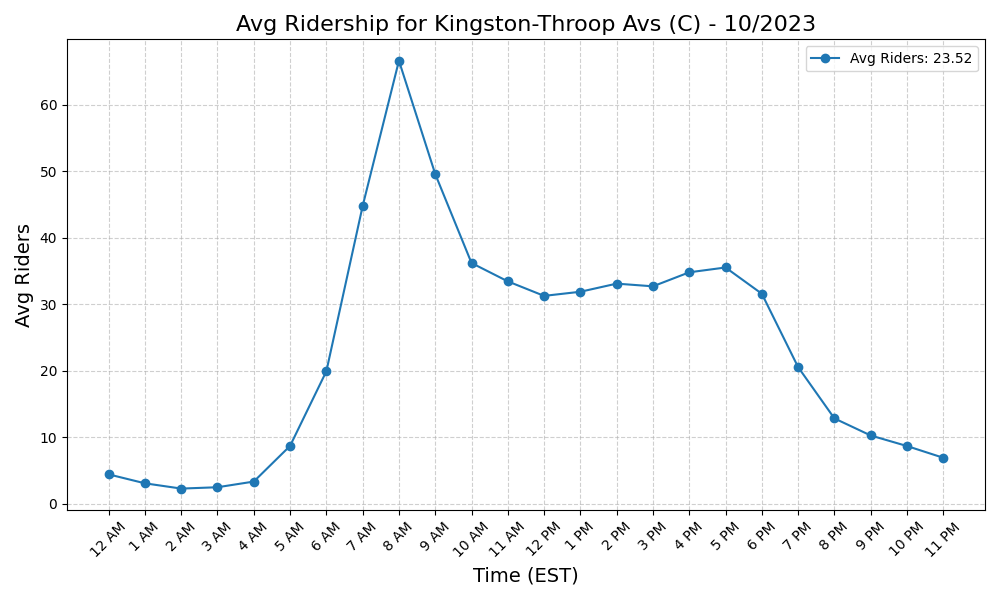 Avg Ridership for Kingston-Throop Avs (C) - 10/2023
Avg Riders: 23.52
Avg Riders
60
50
40
30
20
10
0
12 AM
1 AM
2 AM
3 AM
4 AM
5 AM
6 AM
7 AM
8 AM
9 AM
10 AM
11 AM
12 PM
1 PM
2 PM
3 PM
4 PM
5 PM
6 PM
7 PM
8 PM
9 PM
10 PM
11 PM
Time (EST)